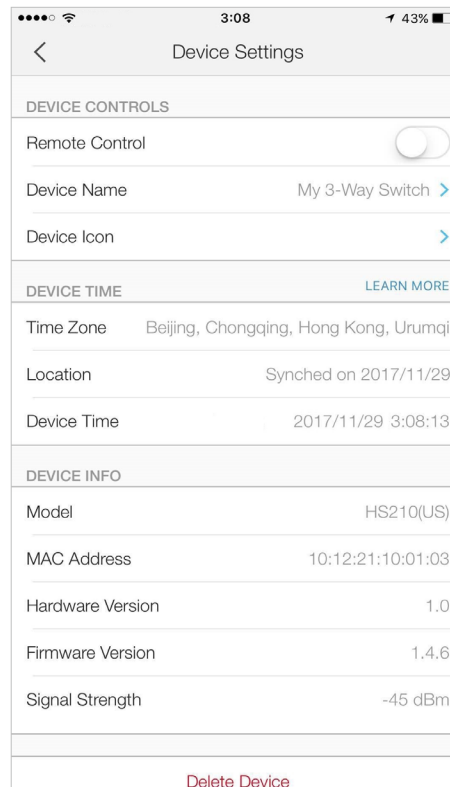 3:08
43%
Device Settings
DEVICE CONTROLS
Remote Control
Device Name My 3-Way Switch
Device Icon
DEVICE TIME LEARN MORE
Time Zone Beijing, Chongqing, Hong Kong, Urumqi
Location Synched on 2017/11/29
Device Time 2017/11/29 3:08:13
DEVICE INFO
Model HS210(US)
MAC Address 10:12:21:10:01:03
Hardware Version 1.0
Firmware Version 1.4.6
Signal Strength -45 dBm
Delete Device